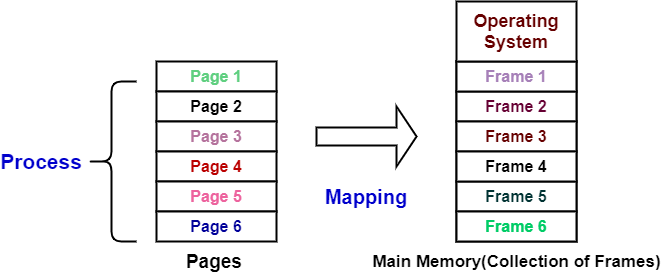 Operating
System
Page 1
Page 2
Page 3
Page 4
Page 5
Page 6
Process
Pages
Mapping
Frame 1
Frame 2
Frame 3
Frame 4
Frame 5
Frame 6
Main Memory(Collection of Frames)